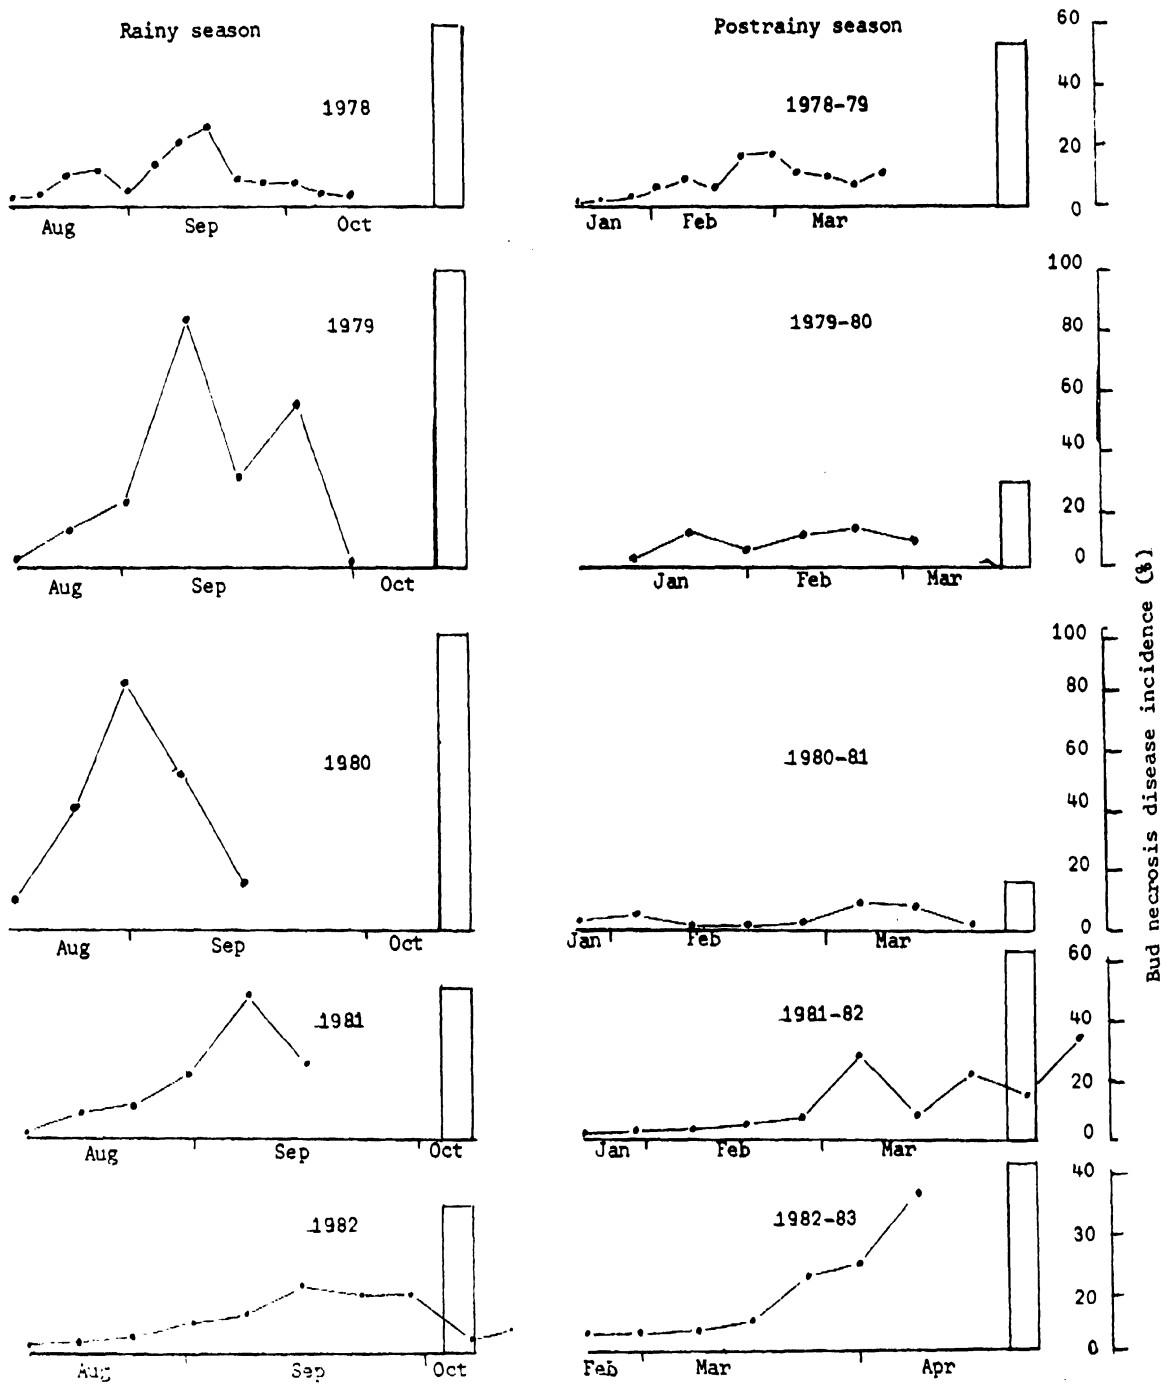 Rainy season
Postrainy season
1978
1978-79
60
40
20
0
Aug Sep Oct
Jan Feb Mar
1979
1979-80
100
80
60
40
20
0
Aug Sep Oct
Jan Feb Mar
1980
1980-81
100
80
60
40
20
0
Aug Sep Oct
Jan Feb Mar
1981
1981-82
60
40
20
0
Aug Sep Oct
Jan Feb Mar
1982
1982-83
40
30
20
0
Aug Sep Oct
Feb Mar Apr
Bud necrosis disease incidence (%)